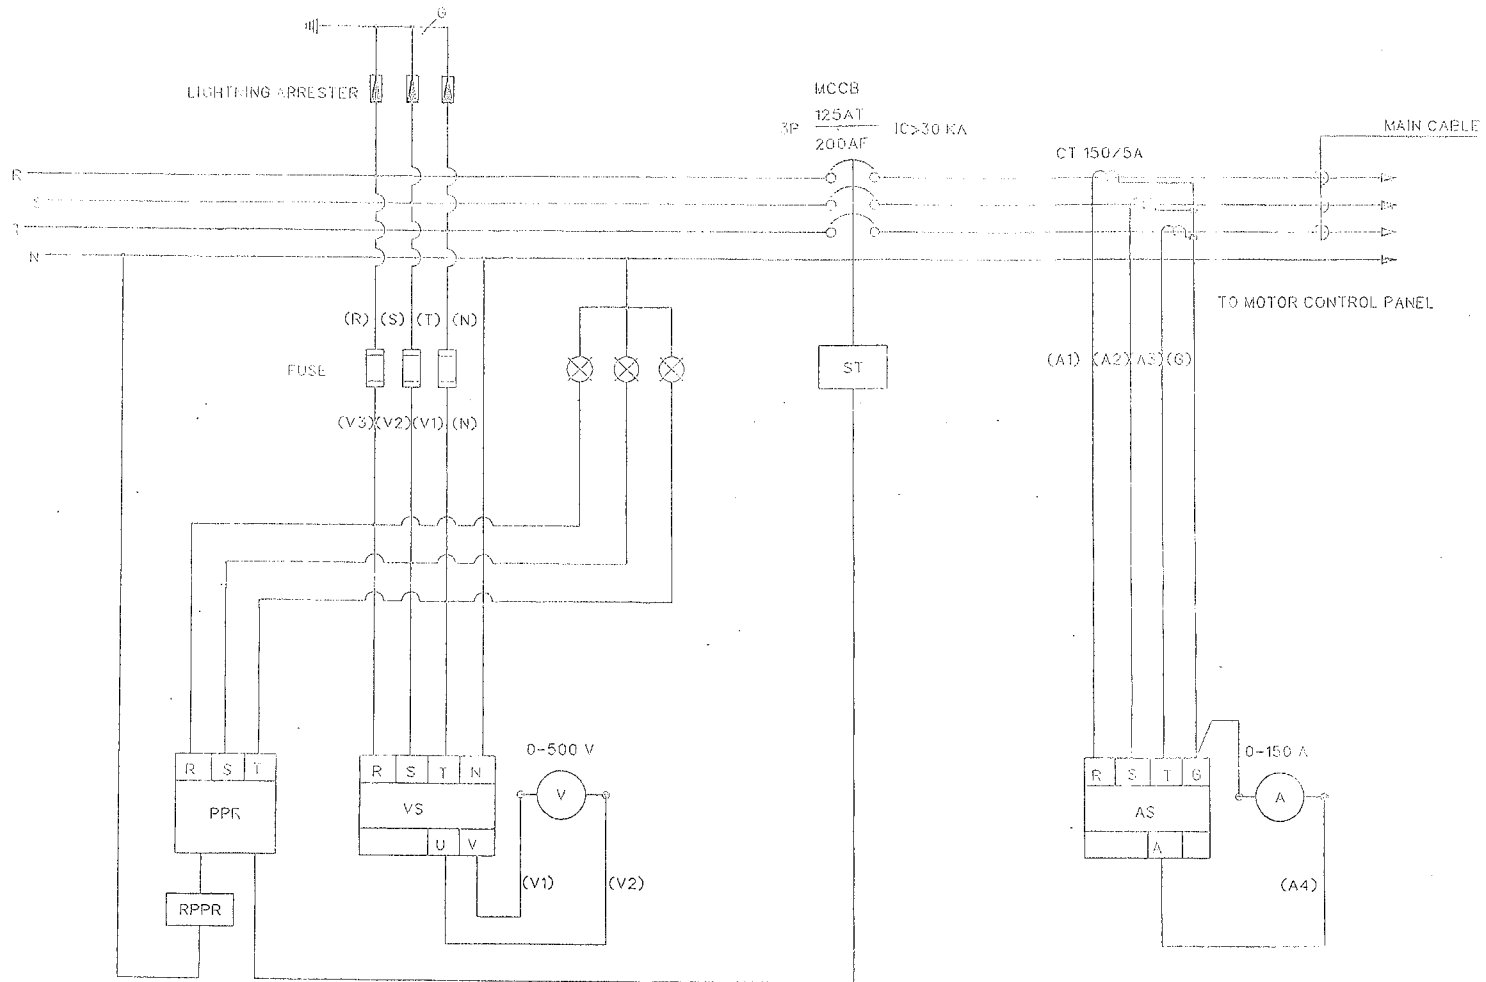 G
LIGHTNING ARRESTER
MCCB
3P 125AT IC>30 KA
200AF
MAIN CABLE
CT 150/5A
R
S
T
N
TO MOTOR CONTROL PANEL
(R) (S) (T) (N)
FUSE
ST
(A1) (A2) A3) (G)
(V3) (V2) (V1) (N)
0-500 V
0-150 A
R S T
R S T N
V
R S T G
A
PPR
VS
AS
U V
A
(V1)
(V2)
(A4)
RPPR